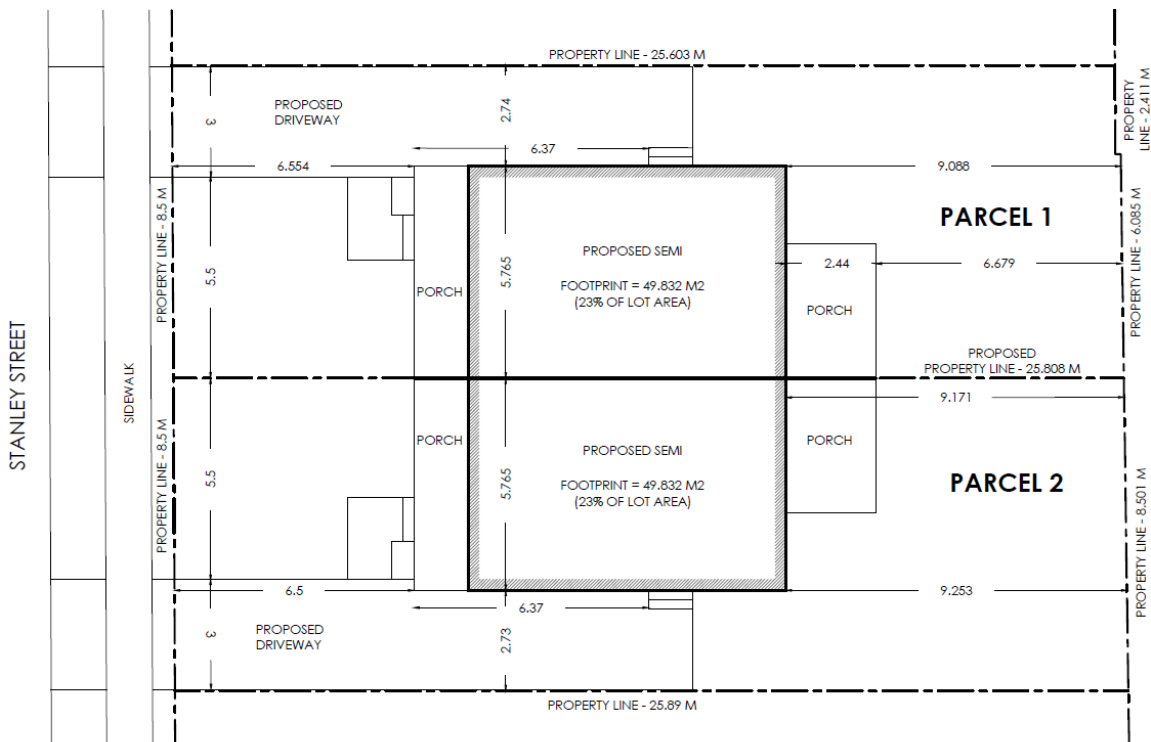 PROPERTY LINE - 25.603 M
PROPERTY
LINE - 2.411 M
PROPOSED
DRIVEWAY
3
2.74
6.37
6.554
9.088
PARCEL 1
PROPERTY LINE - 8.5 M
5.5
PORCH
5.765
PROPOSED SEMI
FOOTPRINT = 49.832 M2
(23% OF LOT AREA)
2.44
6.679
PORCH
PROPERTY LINE - 6.085 M
STANLEY STREET
SIDEWALK
PROPOSED
PROPERTY LINE - 25.808 M
9.171
PROPERTY LINE - 8.5 M
5.5
PORCH
5.765
PROPOSED SEMI
FOOTPRINT = 49.832 M2
(23% OF LOT AREA)
PORCH
PARCEL 2
PROPERTY LINE - 8.501 M
6.5
6.37
9.253
3
PROPOSED
DRIVEWAY
2.73
PROPERTY LINE - 25.89 M